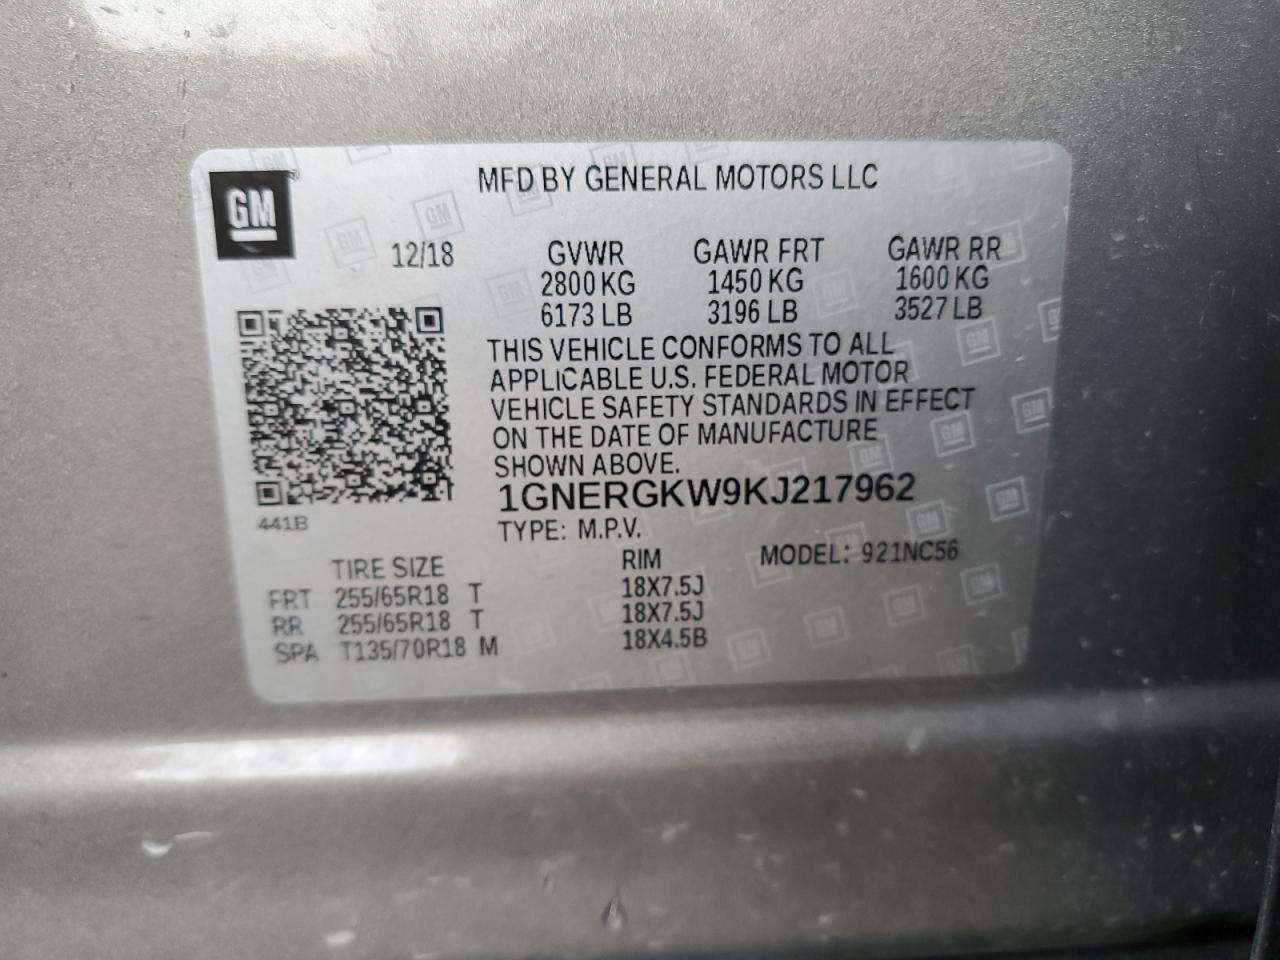 GM
MFD BY GENERAL MOTORS LLC
12/18 GVWR GAWR FRT GAWR RR
2800 KG 1450 KG 1600 KG
6173 LB 3196 LB 3527 LB
THIS VEHICLE CONFORMS TO ALL
APPLICABLE U.S. FEDERAL MOTOR
VEHICLE SAFETY STANDARDS IN EFFECT
ON THE DATE OF MANUFACTURE
SHOWN ABOVE.
1GNERGKW9KJ217962
441B
TYPE: M.P.V. MODEL: 921NC56
TIRE SIZE RIM
FRT 255/65R18 T 18X7.5J
RR 255/65R18 T 18X7.5J
SPA T135/70R18 M 18X4.5B